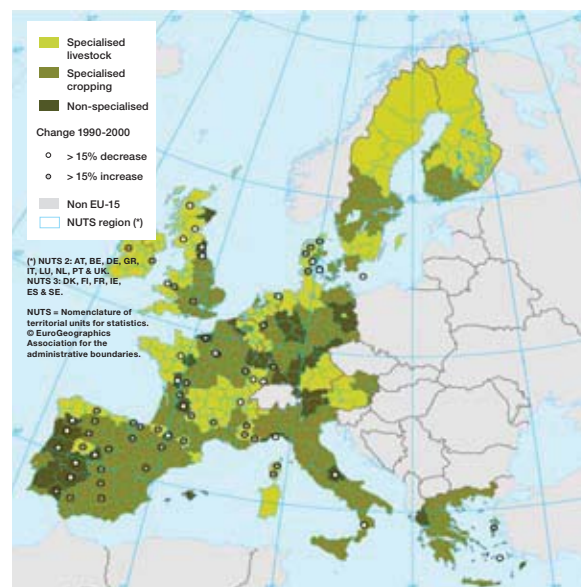 Specialised
livestock
Specialised
cropping
Non-specialised
Change 1990-2000
> 15% decrease
> 15% increase
Non EU-15
NUTS region (*)
(*) NUTS 2: AT, BE, DE, GR,
IT, LU, NL, PT & UK.
NUTS 3: DK, FI, FR, IE,
ES & SE.
NUTS = Nomenclature of
territorial units for statistics.
© EuroGeographics
Association for the
administrative boundaries.